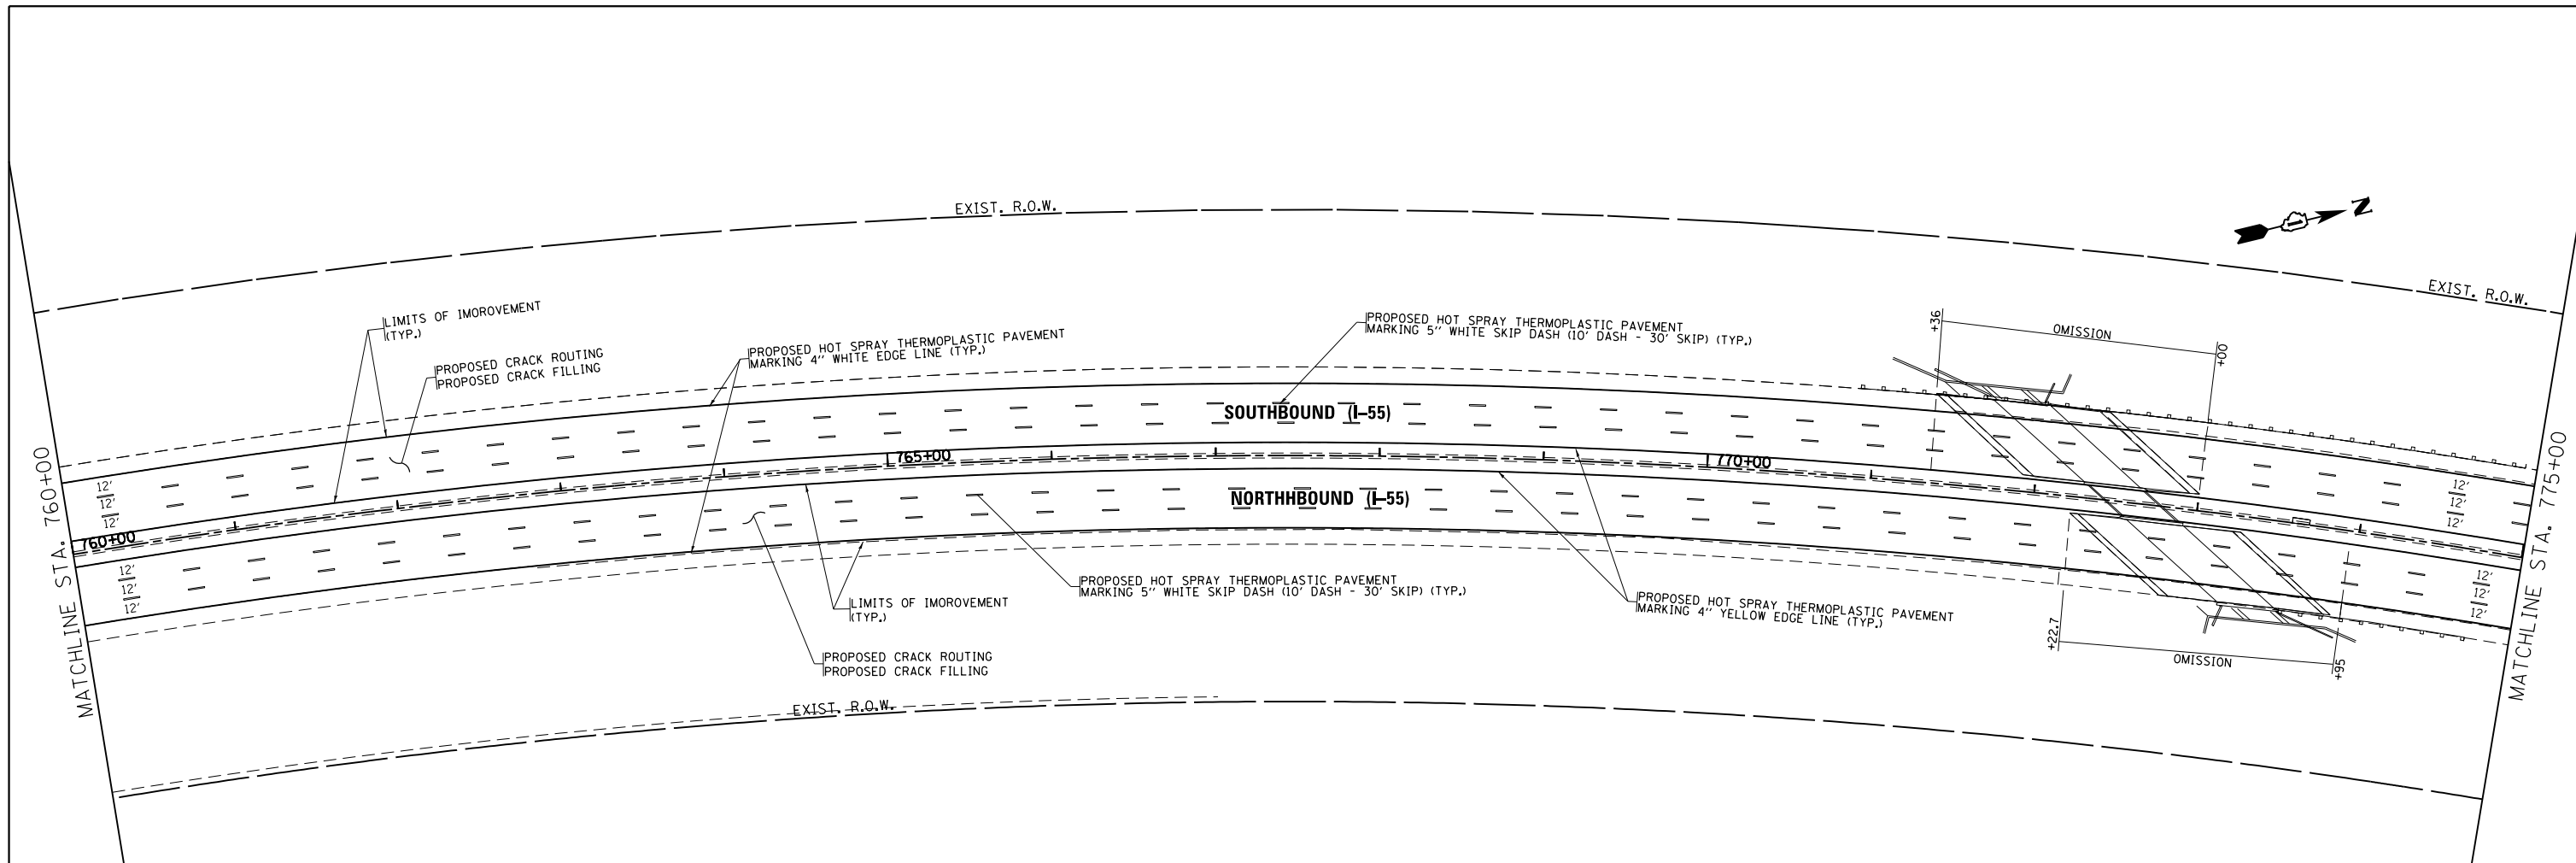 EXIST. R.O.W.
N
EXIST. R.O.W.
LIMITS OF IMOROVEMENT
(TYP.)
PROPOSED CRACK ROUTING
PROPOSED CRACK FILLING
PROPOSED HOT SPRAY THERMOPLASTIC PAVEMENT
MARKING 4" WHITE EDGE LINE (TYP.)
PROPOSED HOT SPRAY THERMOPLASTIC PAVEMENT
MARKING 5" WHITE SKIP DASH (10' DASH - 30' SKIP) (TYP.)
+36
OMISSION
+00
SOUTHBOUND (I-55)
MATCHLINE STA. 760+00
12'
12'
12'
760+00
765+00
770+00
12'
12'
12'
MATCHLINE STA. 775+00
NORTHHBOUND (I-55)
12'
12'
12'
12'
12'
12'
PROPOSED HOT SPRAY THERMOPLASTIC PAVEMENT
MARKING 5" WHITE SKIP DASH (10' DASH - 30' SKIP) (TYP.)
LIMITS OF IMOROVEMENT
(TYP.)
PROPOSED HOT SPRAY THERMOPLASTIC PAVEMENT
MARKING 4" YELLOW EDGE LINE (TYP.)
PROPOSED CRACK ROUTING
PROPOSED CRACK FILLING
+22.7
OMISSION
+95
EXIST. R.O.W.